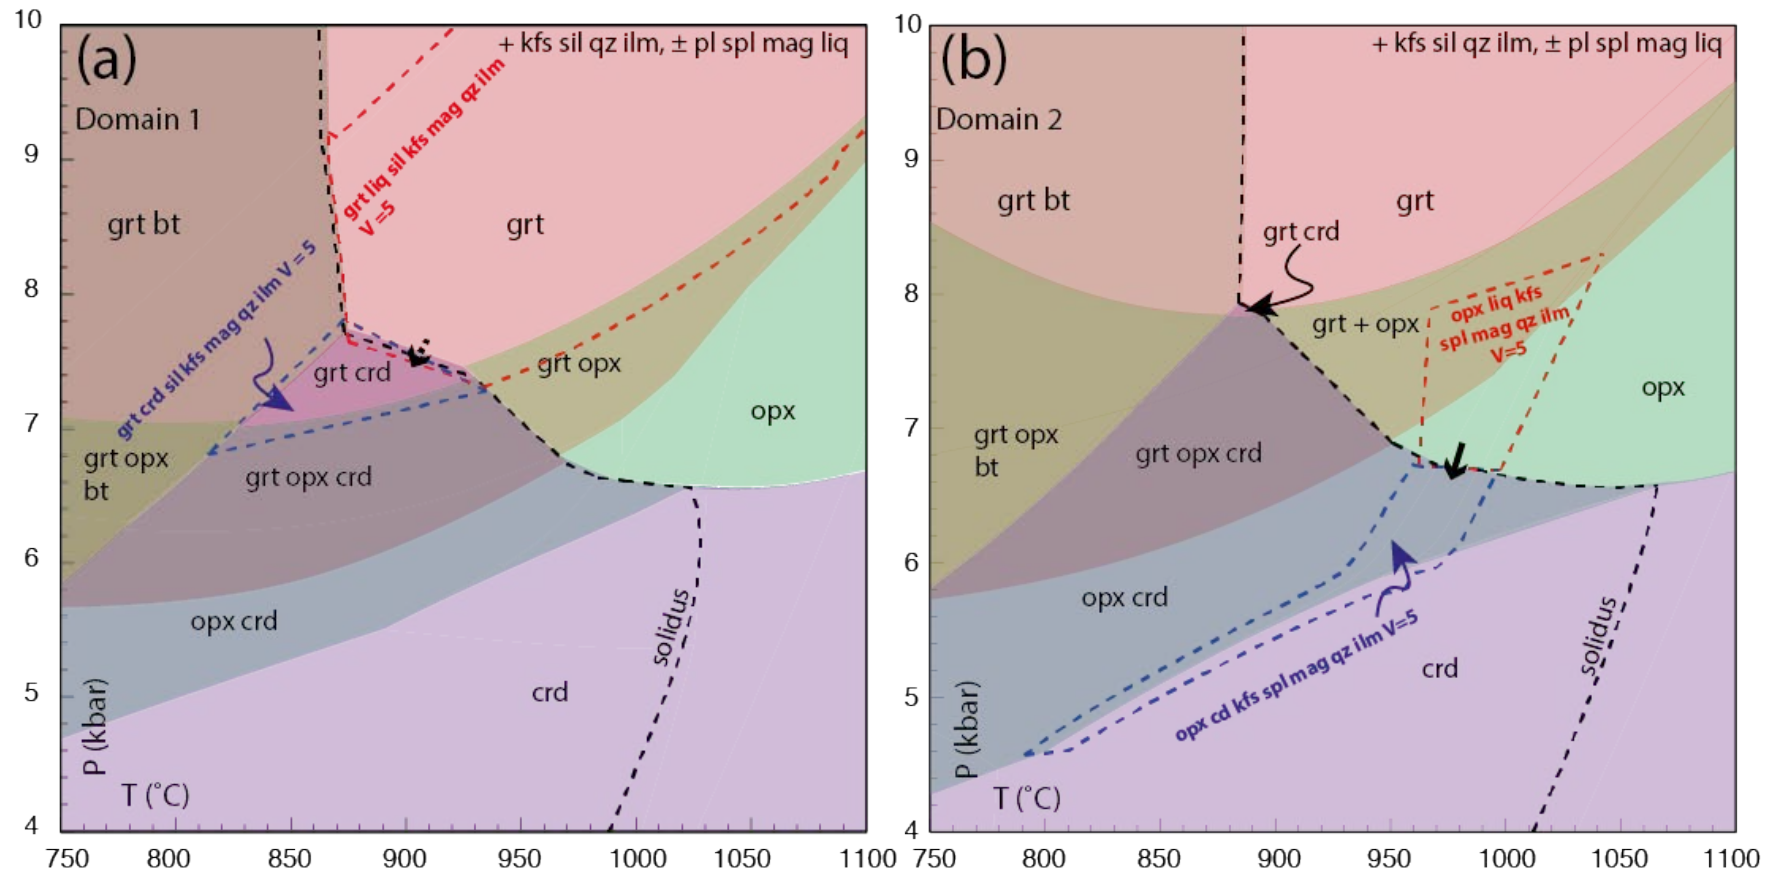 (a)
+ kfs sil qz ilm, ± pl spl mag liq
Domain 1
grt bt
grt liq sil kfs mag qz ilm
V =5
grt
grt crd sil kfs mag qz ilm V =5
grt crd
grt opx
opx
grt opx
bt
grt opx crd
opx crd
crd
solidus
P (kbar)
T (˚C)
10
9
8
7
6
5
4
750
800
850
900
950
1000
1050
1100
(b)
+ kfs sil qz ilm, ± pl spl mag liq
Domain 2
grt bt
grt
grt crd
grt + opx
opx liq kfs
spl mag qz ilm
V=5
opx
grt opx
bt
grt opx crd
opx crd
opx cd kfs spl mag qz ilm V=5
crd
solidus
P (kbar)
T (˚C)
10
9
8
7
6
5
4
750
800
850
900
950
1000
1050
1100